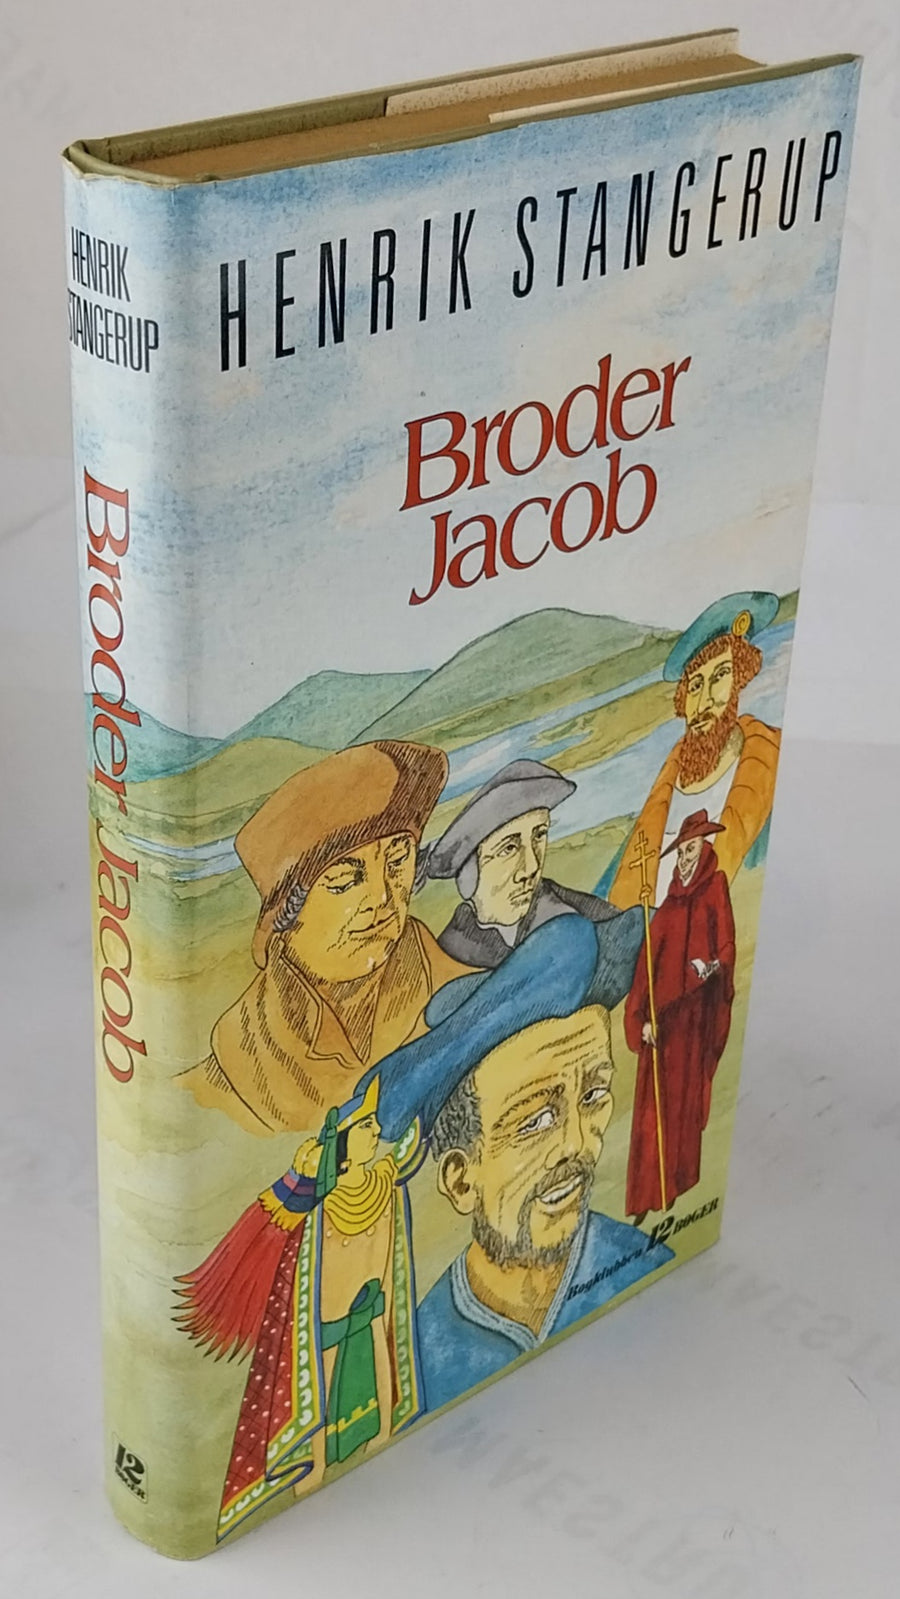 HENRIK STANGERUP
Broder
Jacob
Bogklubben 12 BØGER
HENRIK
STANGERUP
Broder Jacob
12
BØGER